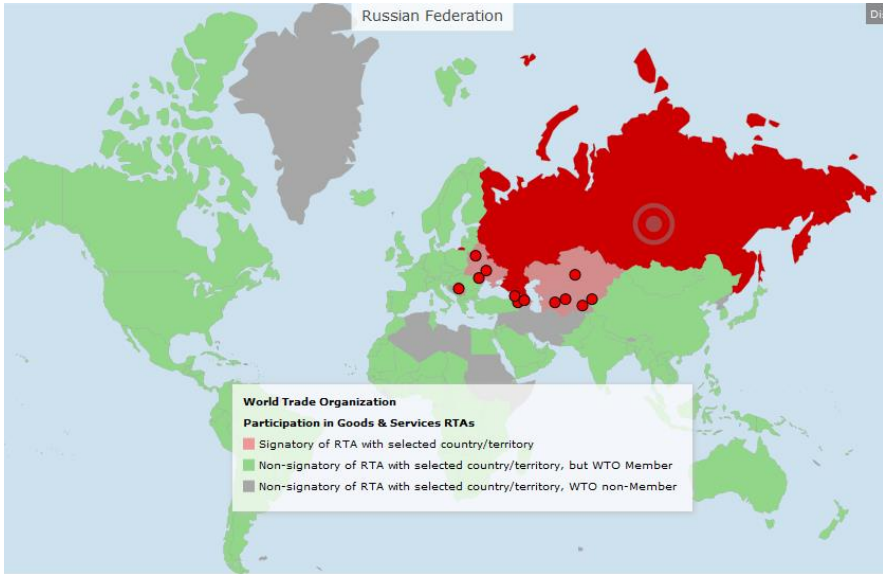 Russian Federation
Di
World Trade Organization
Participation in Goods & Services RTAs
Signatory of RTA with selected country/territory
Non-signatory of RTA with selected country/territory, but WTO Member
Non-signatory of RTA with selected country/territory, WTO non-Member